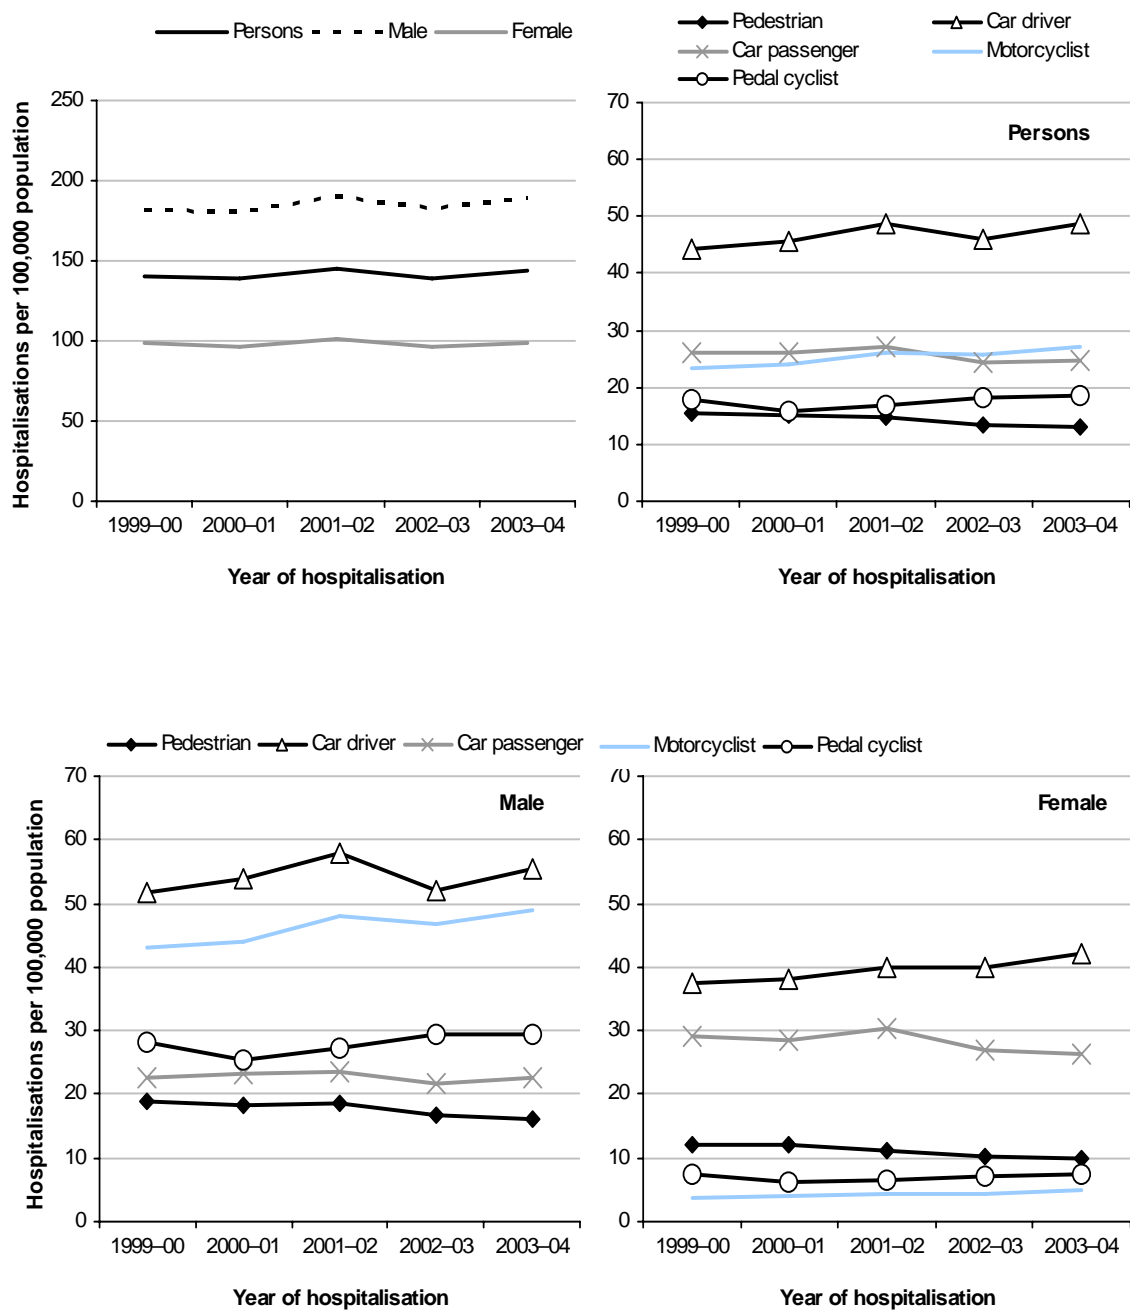 Persons Male Female
Hospitalisations per 100,000 population
250
200
150
100
50
0
1999–00 2000–01 2001–02 2002–03 2003–04
Year of hospitalisation
Pedestrian Car driver
Car passenger Motorcyclist
Pedal cyclist
Persons
70
60
50
40
30
20
10
0
1999–00 2000–01 2001–02 2002–03 2003–04
Year of hospitalisation
Pedestrian Car driver Car passenger Motorcyclist Pedal cyclist
Male
Hospitalisations per 100,000 population
70
60
50
40
30
20
10
0
1999–00 2000–01 2001–02 2002–03 2003–04
Year of hospitalisation
Female
70
60
50
40
30
20
10
0
1999–00 2000–01 2001–02 2002–03 2003–04
Year of hospitalisation